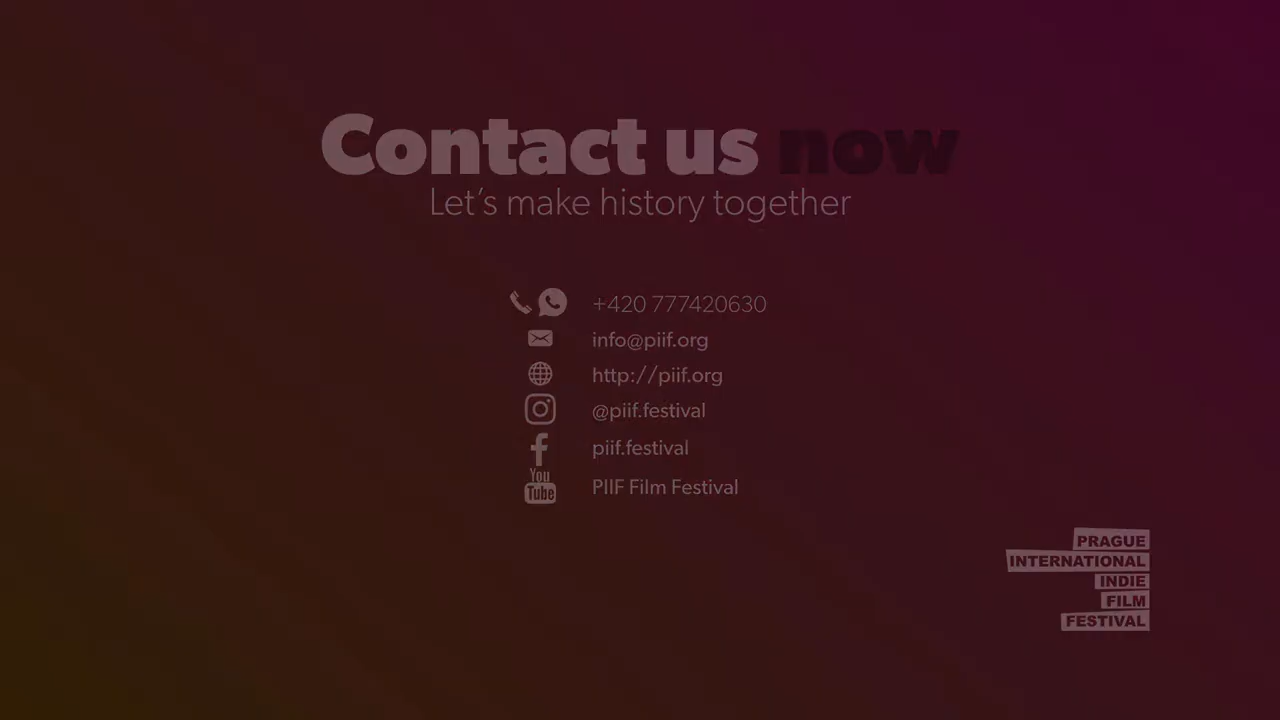 Contact us now
Let's make history together
+420 777420630
info@piif.org
http://piif.org
@piif.festival
piif.festival
You
Tube
PIIF Film Festival
PRAGUE
INTERNATIONAL
INDIE
FILM
FESTIVAL